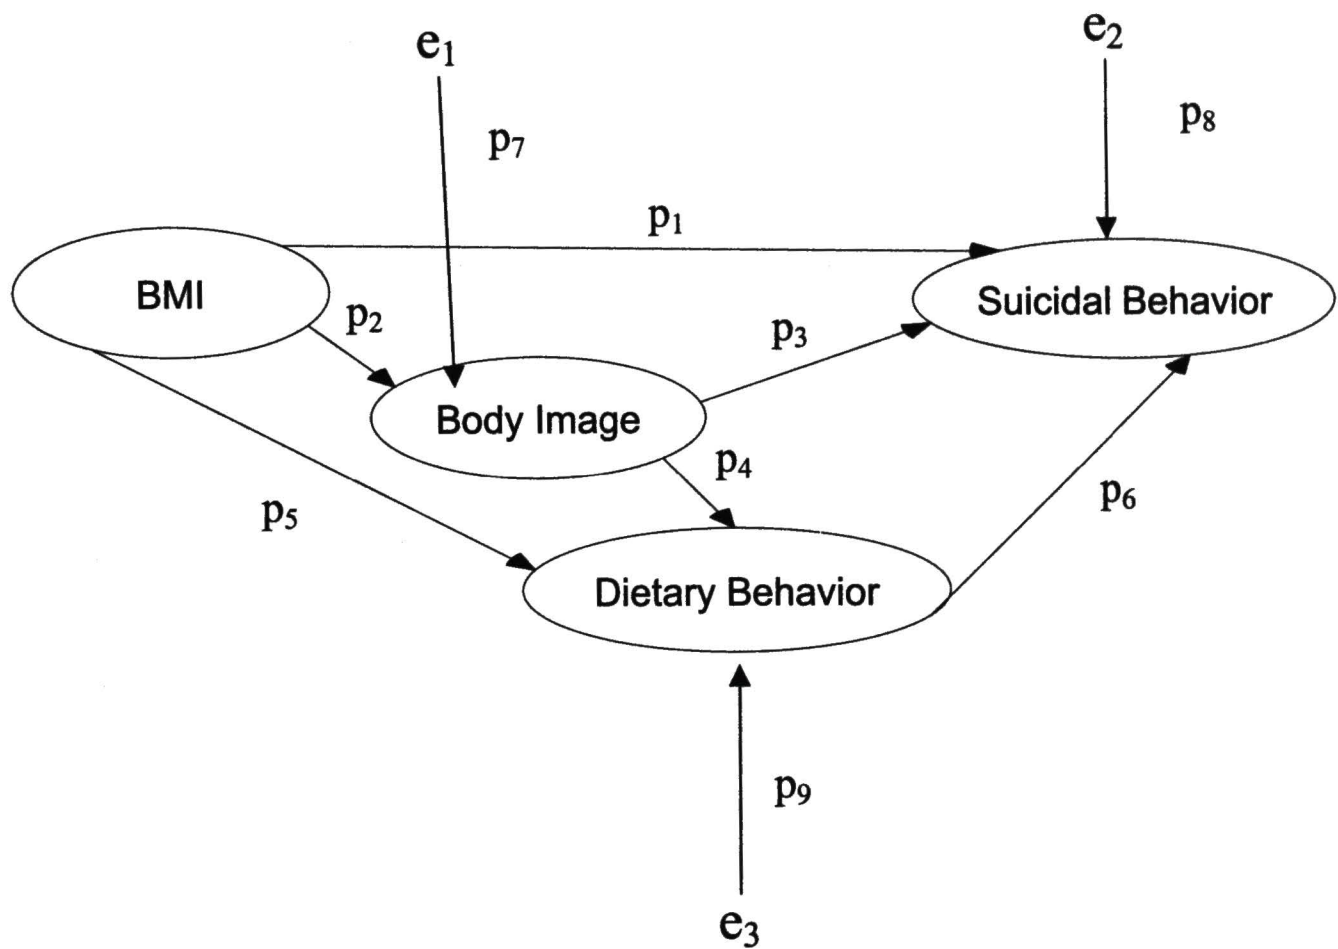 e₁
e₂
p₇
p₈
p₁
BMI
Suicidal Behavior
p₂
p₃
Body Image
p₄
p₅
p₆
Dietary Behavior
p₉
e₃